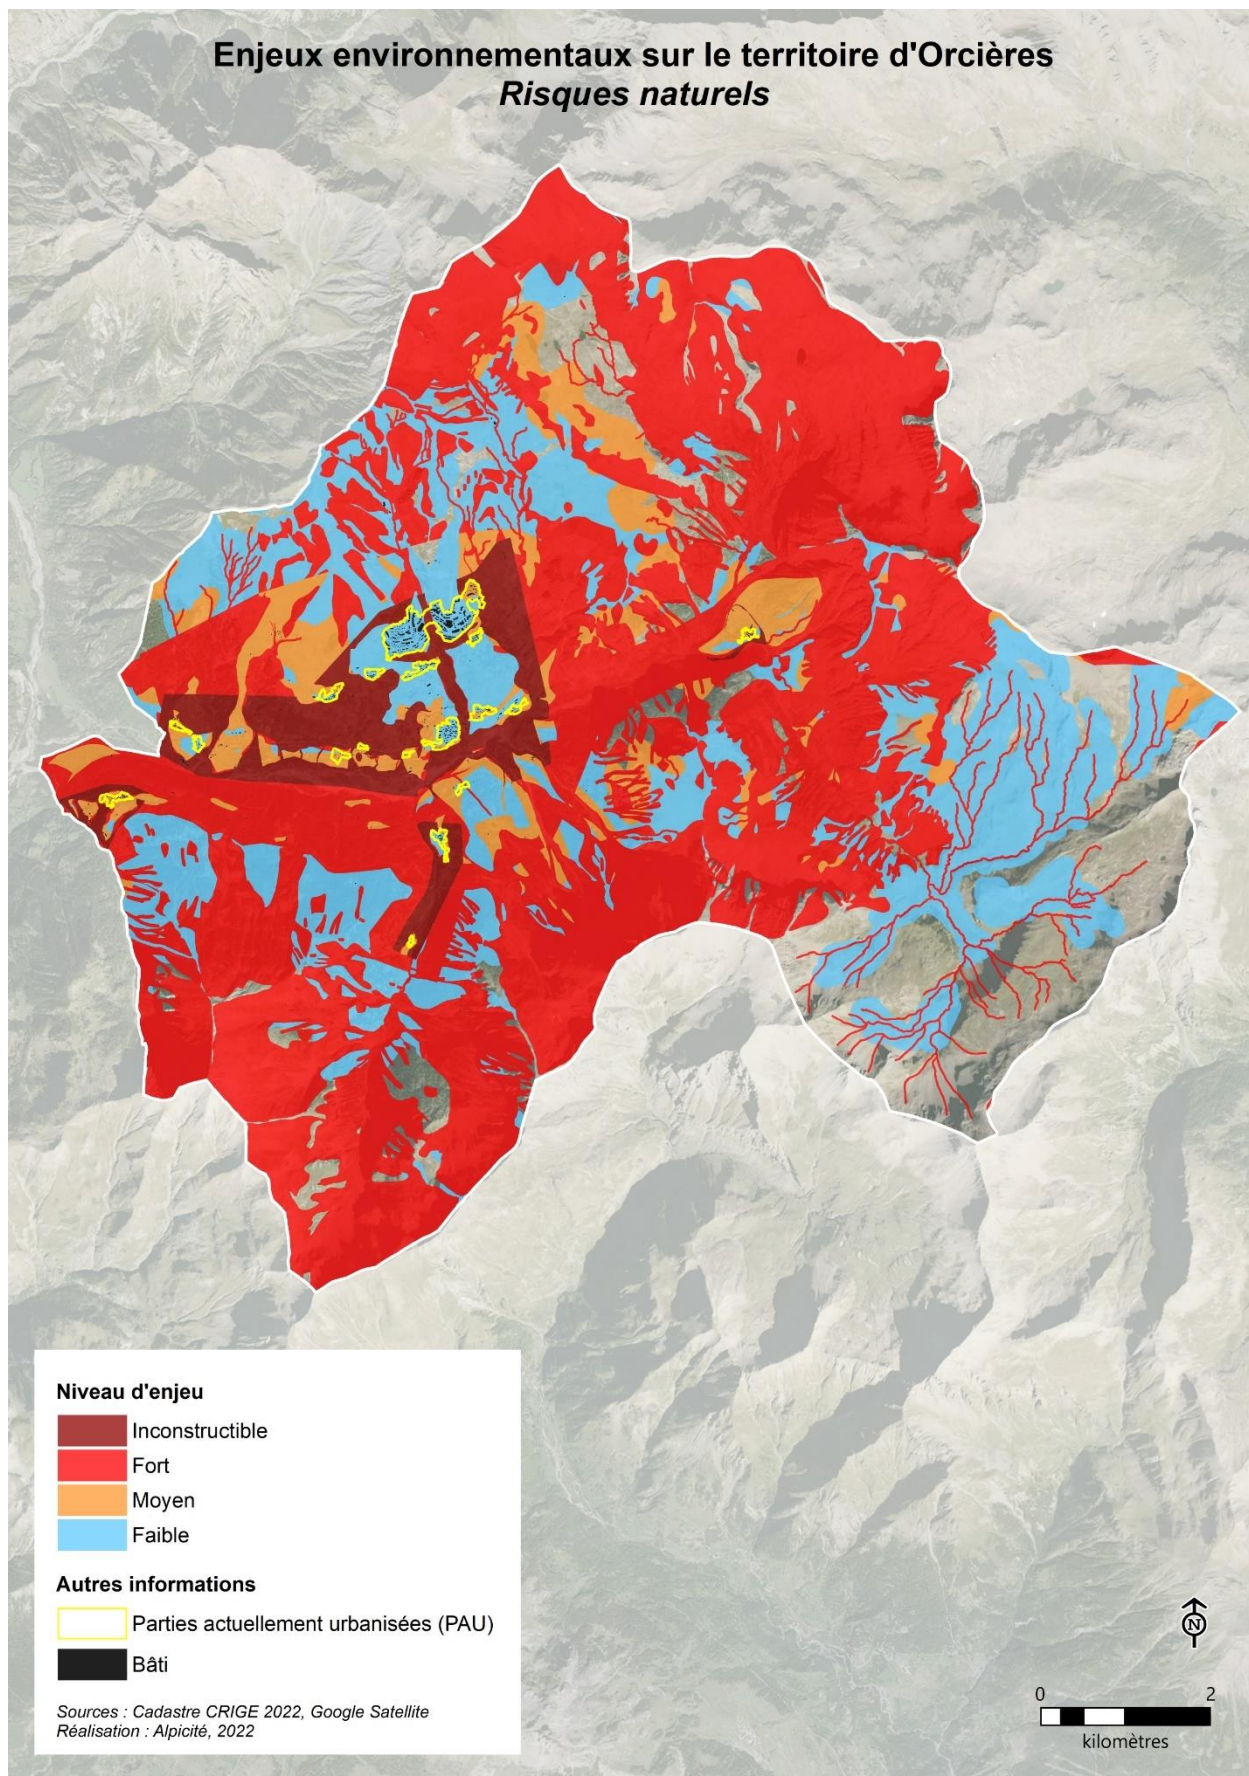 Enjeux environnementaux sur le territoire d'Orcières
Risques naturels
Niveau d'enjeu
Inconstructible
Fort
Moyen
Faible
Autres informations
Parties actuellement urbanisées (PAU)
Bâti
Sources : Cadastre CRIGE 2022, Google Satellite
Réalisation : Alpicité, 2022
N
0 2
kilomètres